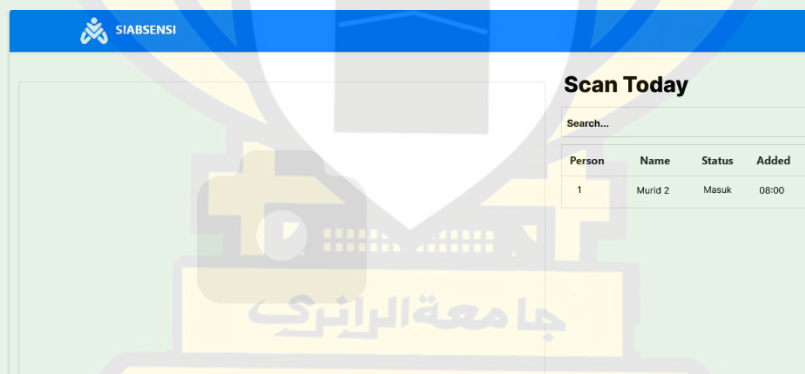 SIABSENSI
Scan Today
Search...
Person Name Status Added
1 Murid 2 Masuk 08:00
جامعة الرانري